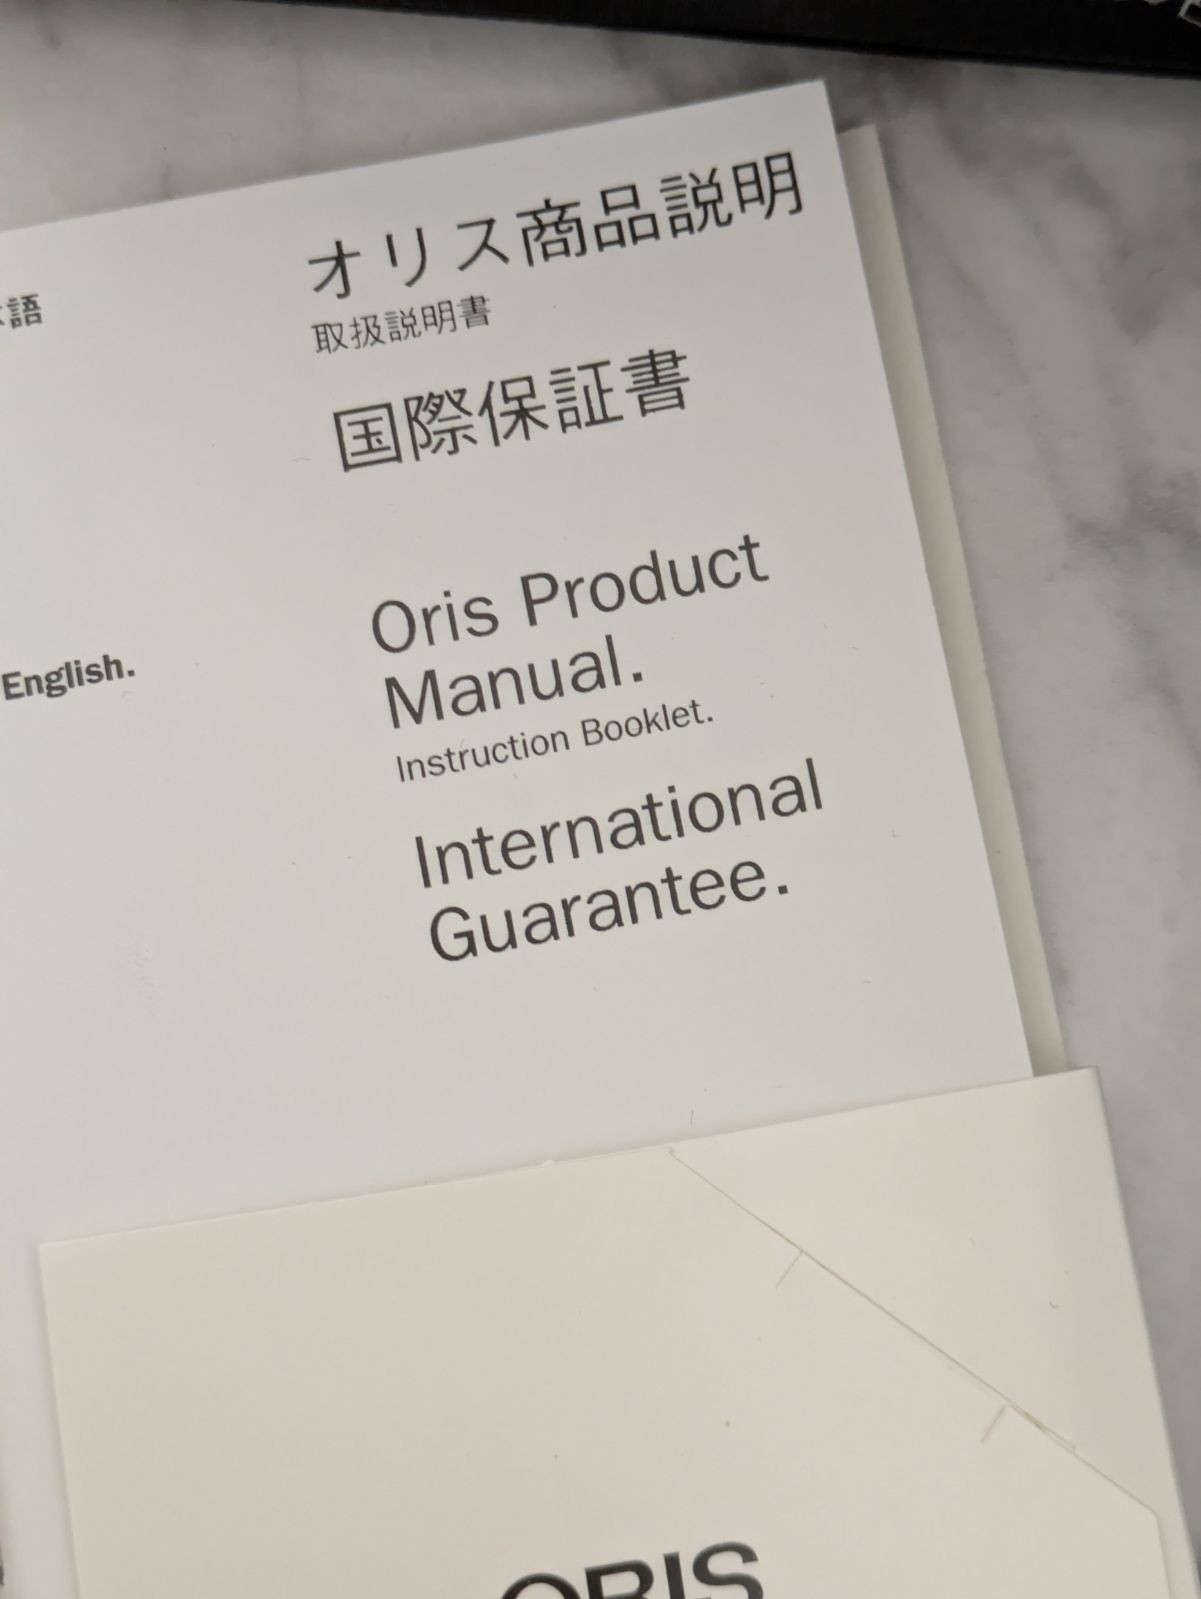 語
オリス商品説明
取扱説明書
国際保証書
English.
Oris Product
Manual.
Instruction Booklet.
International
Guarantee.
ORIS